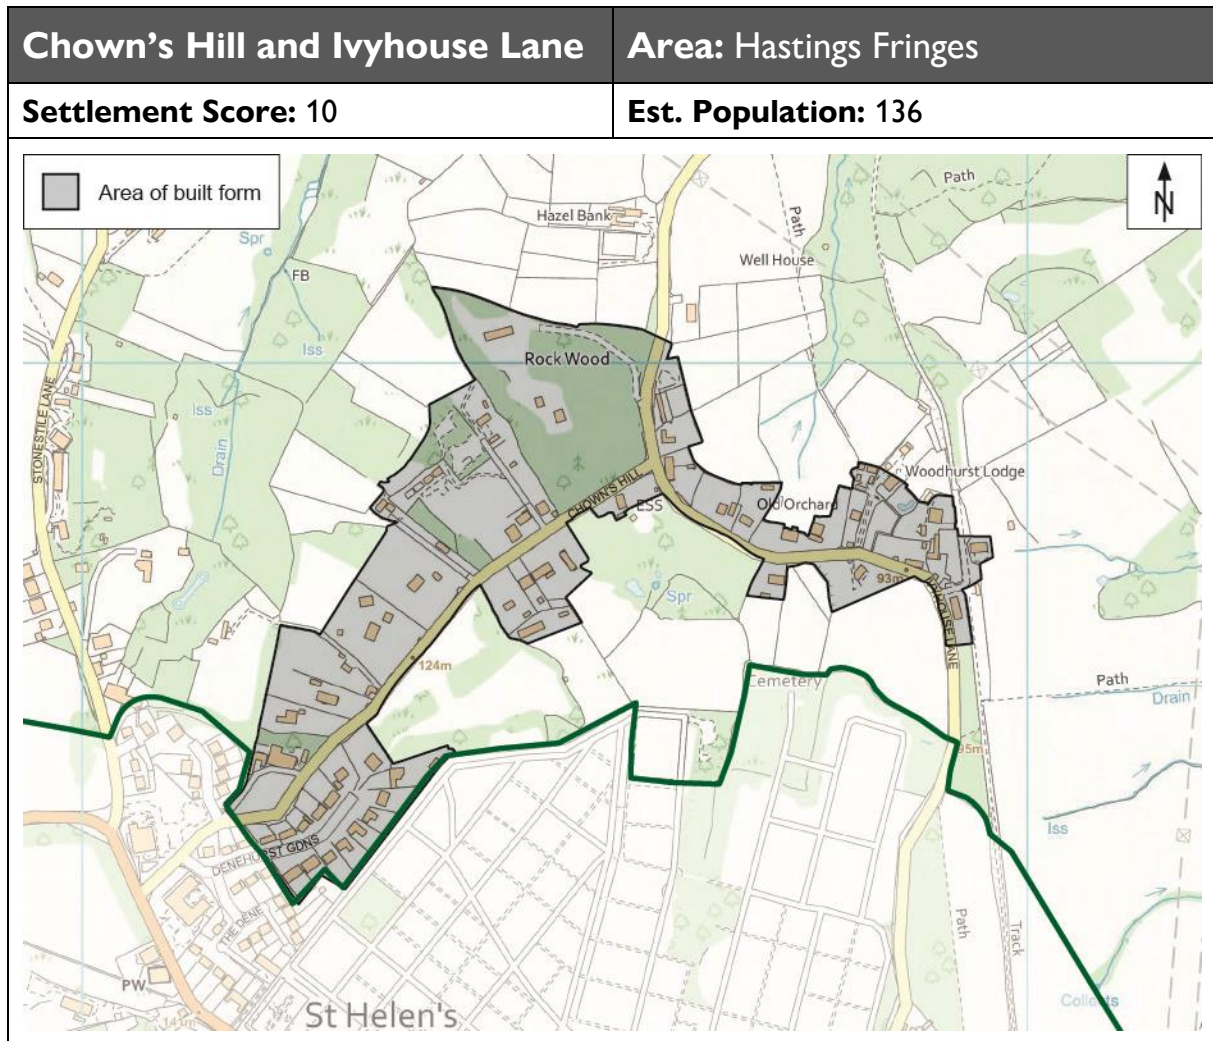 Chown's Hill and Ivyhouse Lane
Area: Hastings Fringes
Settlement Score: 10
Est. Population: 136
Area of built form
N
Path
Hazel Bank
Path
Spr
Well House
FB
Iss
Rock Wood
STONESTILE LANE
Iss
Drain
Woodhurst Lodge
CHOWN'S HILL
ESS
Old Orchard
93m
Spr
IVYHOUSE LANE
124m
Cemetery
Path
Drain
95m
Iss
DENEHURST GDNS
THE DENE
Path
Track
PW
St Helen's
141m